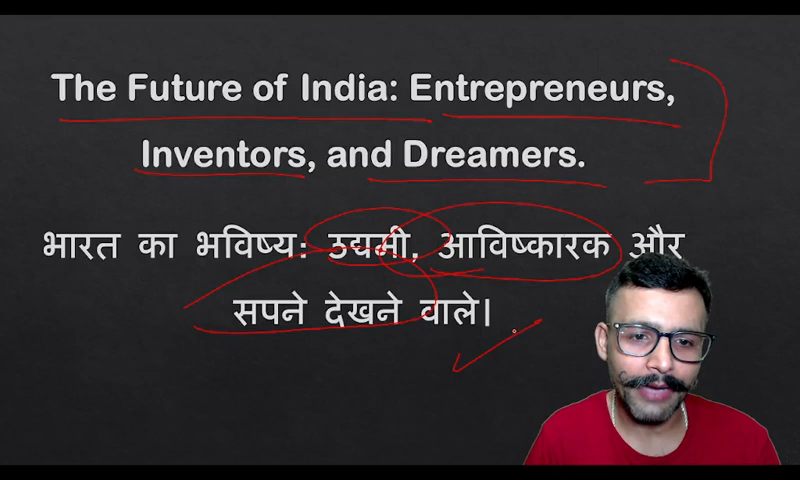 The Future of India: Entrepreneurs,
Inventors, and Dreamers.
भारत का भविष्य: उद्यमी, आविष्कारक और
सपने देखने वाले।